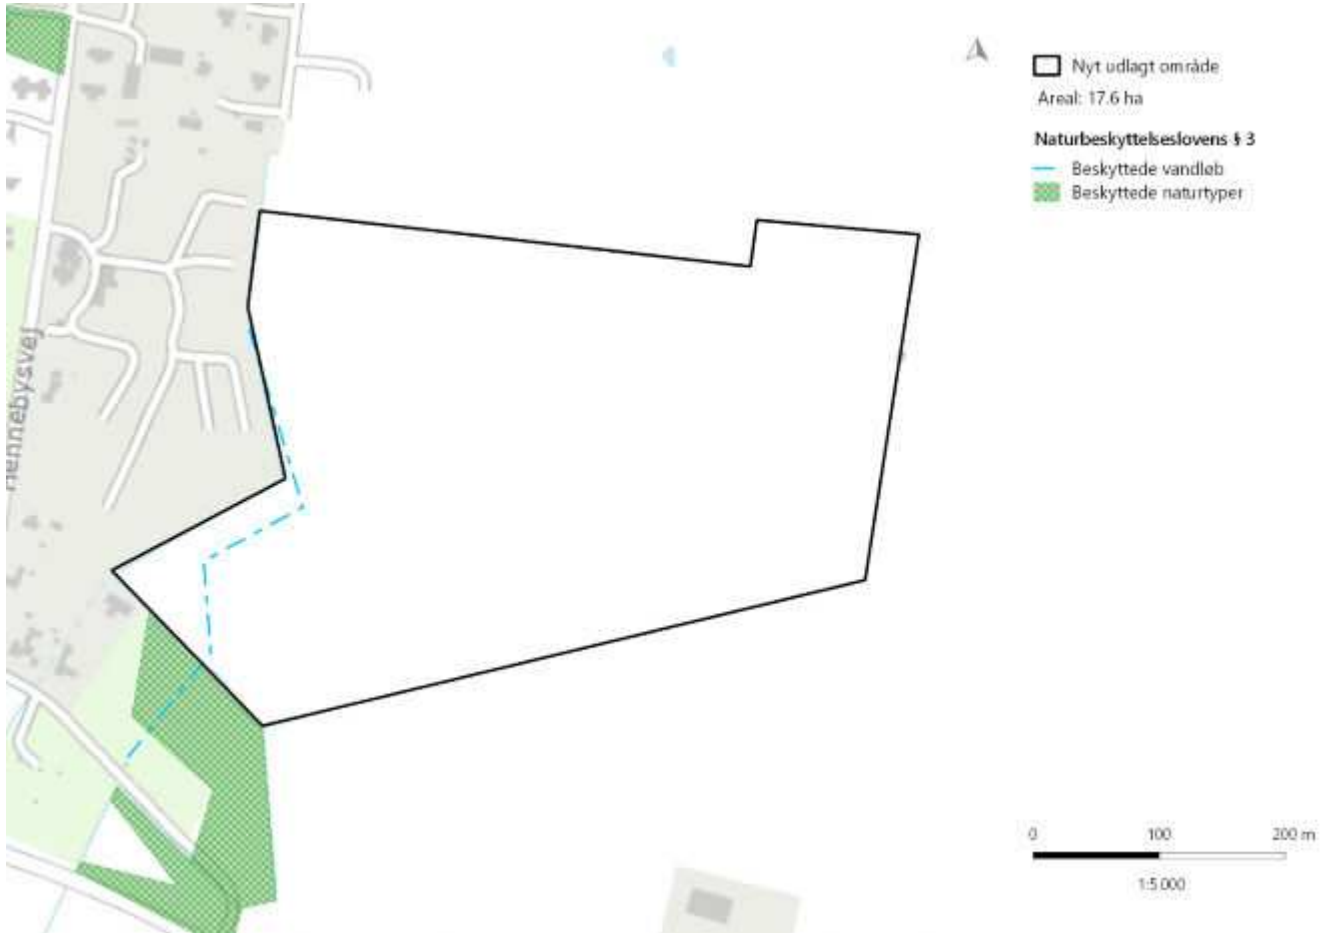 Nyt udlagt område
Areal: 17.6 ha
Naturbeskyttelseslovens § 3
Beskyttede vandløb
Beskyttede naturtyper
Hennebysvej
0 100 200 m
1:5.000